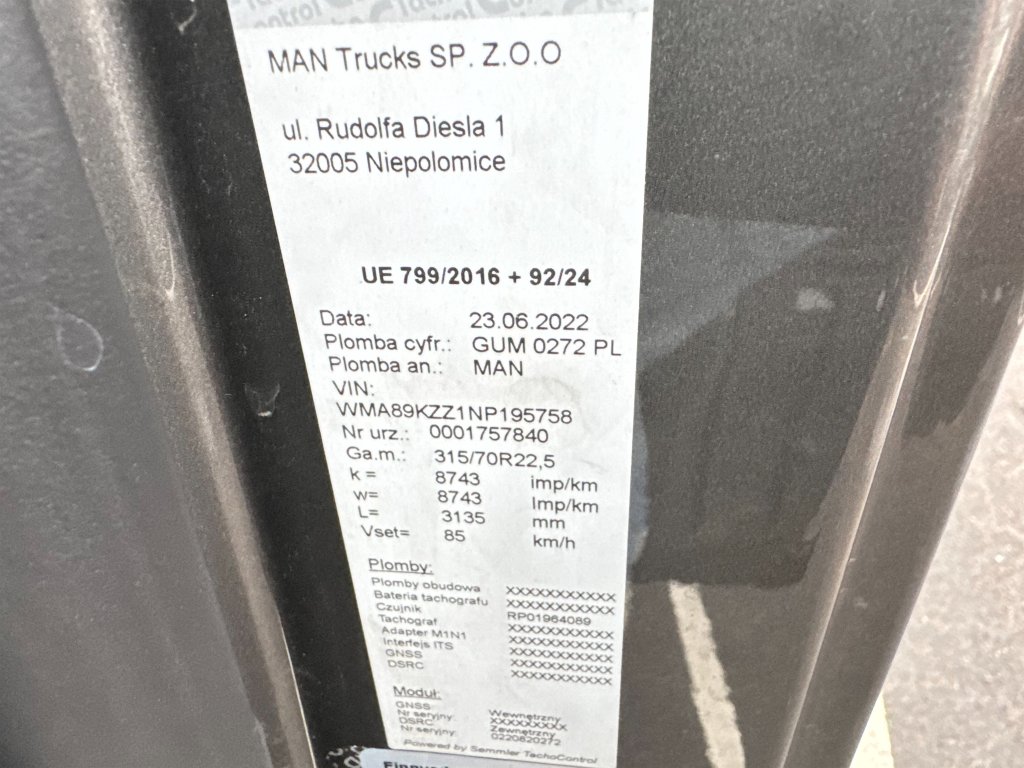 MAN Trucks SP. Z.O.O
ul. Rudolfa Diesla 1
32005 Niepolomice
UE 799/2016 + 92/24
Data: 23.06.2022
Plomba cyfr.: GUM 0272 PL
Plomba an.: MAN
VIN:
WMA89KZZ1NP195758
Nr urz.: 0001757840
Ga.m.: 315/70R22,5
k = 8743 imp/km
w= 8743 Imp/km
L= 3135 mm
Vset= 85 km/h
Plomby:
Plomby obudowa XXXXXXXXXXX
Bateria tachografu XXXXXXXXXXX
Czujnik RP01964089
Tachograf XXXXXXXXXXX
Adapter M1N1 XXXXXXXXXXX
Interfejs ITS XXXXXXXXXXX
GNSS XXXXXXXXXXX
DSRC XXXXXXXXXXX
Moduł:
GNSS: Wewnętrzny
Nr seryjny: XXXXXXXXX
DSRC: Zewnętrzny
Nr seryjny: 0220820272
Powered by Semmler TachoControl